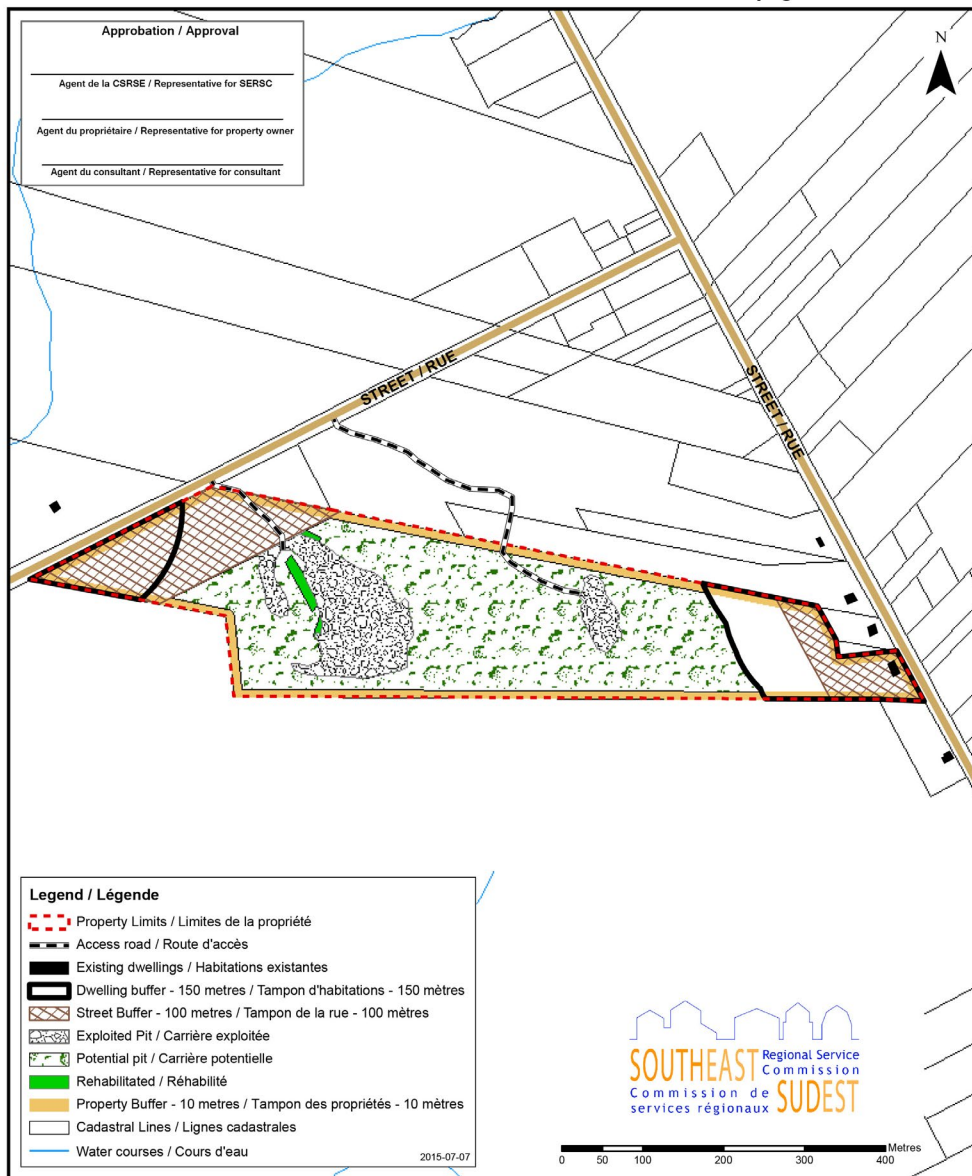 Approbation / Approval
Agent de la CSRSE / Representative for SERSC
Agent du propriétaire / Representative for property owner
Agent du consultant / Representative for consultant
N
STREET / RUE
STREET / RUE
Legend / Légende
Property Limits / Limites de la propriété
Access road / Route d'accès
Existing dwellings / Habitations existantes
Dwelling buffer - 150 metres / Tampon d'habitations - 150 mètres
Street Buffer - 100 metres / Tampon de la rue - 100 mètres
Exploited Pit / Carrière exploitée
Potential pit / Carrière potentielle
Rehabilitated / Réhabilité
Property Buffer - 10 metres / Tampon des propriétés - 10 mètres
Cadastral Lines / Lignes cadastrales
Water courses / Cours d'eau
2015-07-07
SOUTHEAST Regional Service Commission
Commission de services régionaux SUDEST
Metres
0 50 100 200 300 400